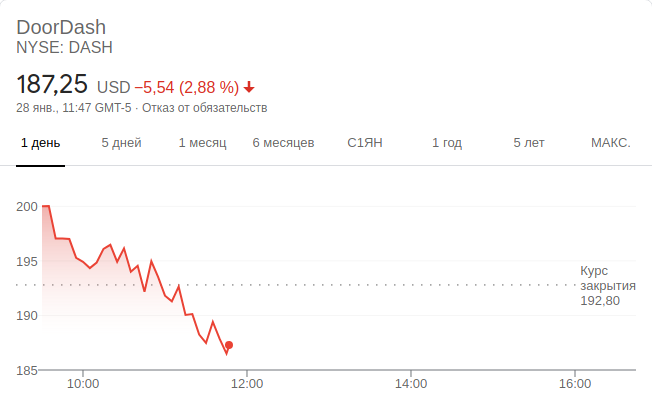 DoorDash
NYSE: DASH
187,25 USD −5,54 (2,88 %)
28 янв., 11:47 GMT-5 · Отказ от обязательств
1 день 5 дней 1 месяц 6 месяцев С1ЯН 1 год 5 лет МАКС.
200
195
190
185
Курс
закрытия
192,80
10:00 12:00 14:00 16:00